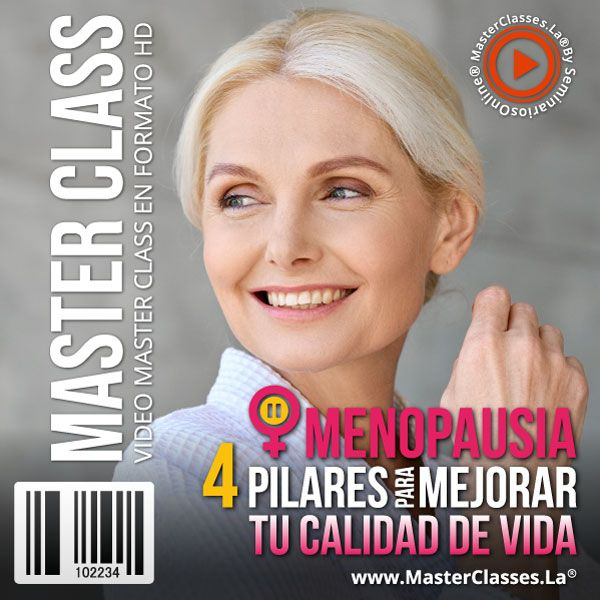 MASTER CLASS
VIDEO MASTER CLASS EN FORMATO HD
MasterClasses.La® By SeminariosOnline®
MENOPAUSIA
4 PILARES PARA MEJORAR
TU CALIDAD DE VIDA
102234
www.MasterClasses.La®